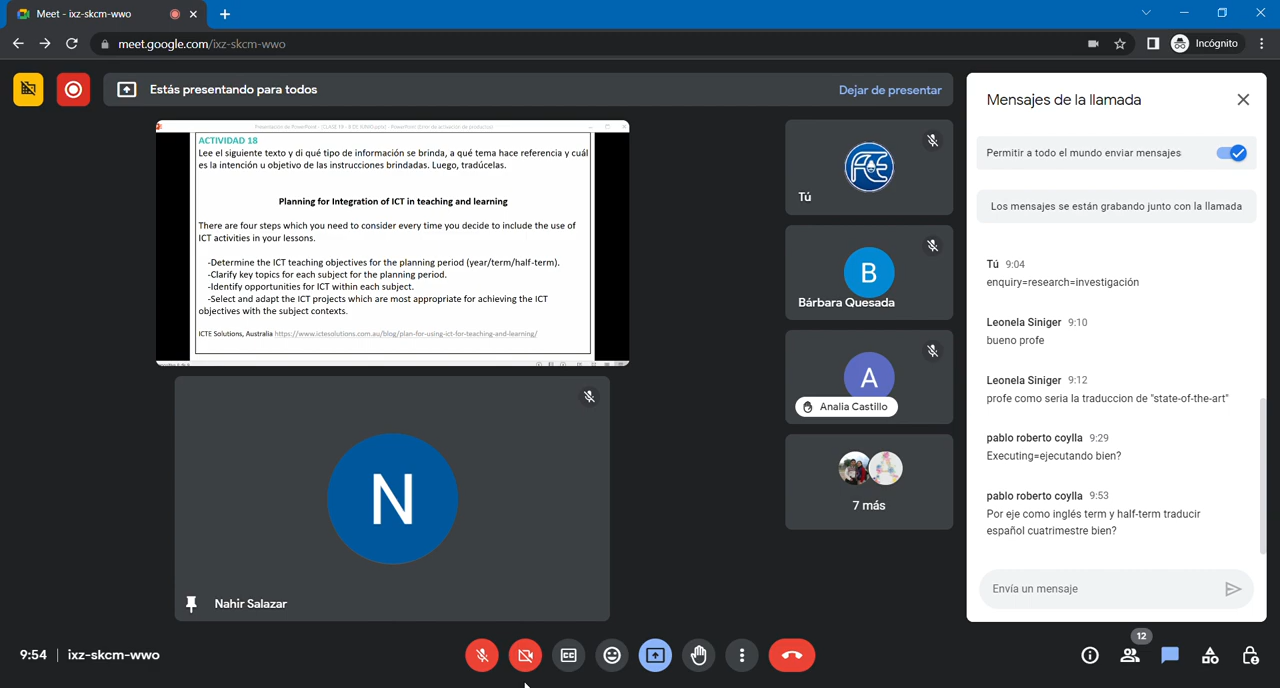 Meet - ixz-skcm-wwo
meet.google.com/ixz-skcm-wwo
Incógnito
Estás presentando para todos
Dejar de presentar
ACTIVIDAD 18
Lee el siguiente texto y di qué tipo de información se brinda, a qué tema hace referencia y cuál
es la intención u objetivo de las instrucciones brindadas. Luego, tradúcelas.
Planning for Integration of ICT in teaching and learning
There are four steps which you need to consider every time you decide to include the use of
ICT activities in your lessons.
-Determine the ICT teaching objectives for the planning period (year/term/half-term).
-Clarify key topics for each subject for the planning period.
-Identify opportunities for ICT within each subject.
-Select and adapt the ICT projects which are most appropriate for achieving the ICT
objectives with the subject contexts.
ICTE Solutions, Australia https://www.ictesolutions.com.au/blog/plan-for-using-ict-for-teaching-and-learning/
N
Nahir Salazar
FCE
Tú
B
Bárbara Quesada
A
Analia Castillo
7 más
Mensajes de la llamada
Permitir a todo el mundo enviar mensajes
Los mensajes se están grabando junto con la llamada
Tú 9:04
enquiry=research=investigación
Leonela Siniger 9:10
bueno profe
Leonela Siniger 9:12
profe como seria la traduccion de "state-of-the-art"
pablo roberto coylla 9:29
Executing=ejecutando bien?
pablo roberto coylla 9:53
Por eje como inglés term y half-term traducir
español cuatrimestre bien?
Envía un mensaje
9:54 | ixz-skcm-wwo
12